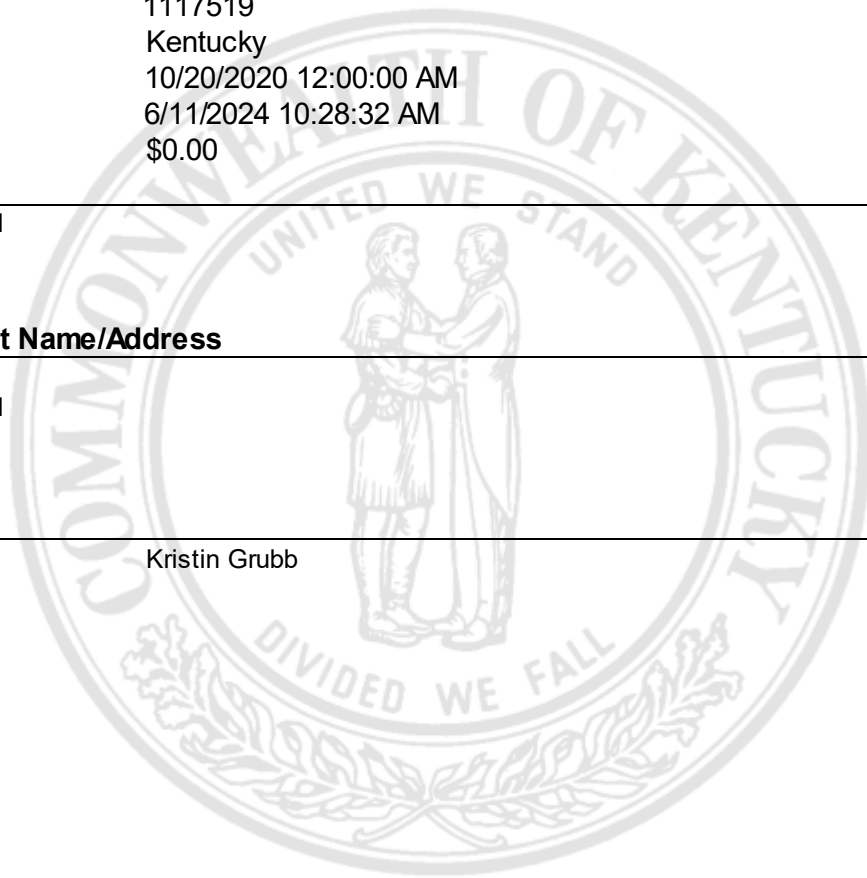 1117519
Kentucky
10/20/2020 12:00:00 AM
6/11/2024 10:28:32 AM
$0.00
t Name/Address
Kristin Grubb
COMMONWEALTH OF KENTUCKY
UNITED WE STAND
DIVIDED WE FALL